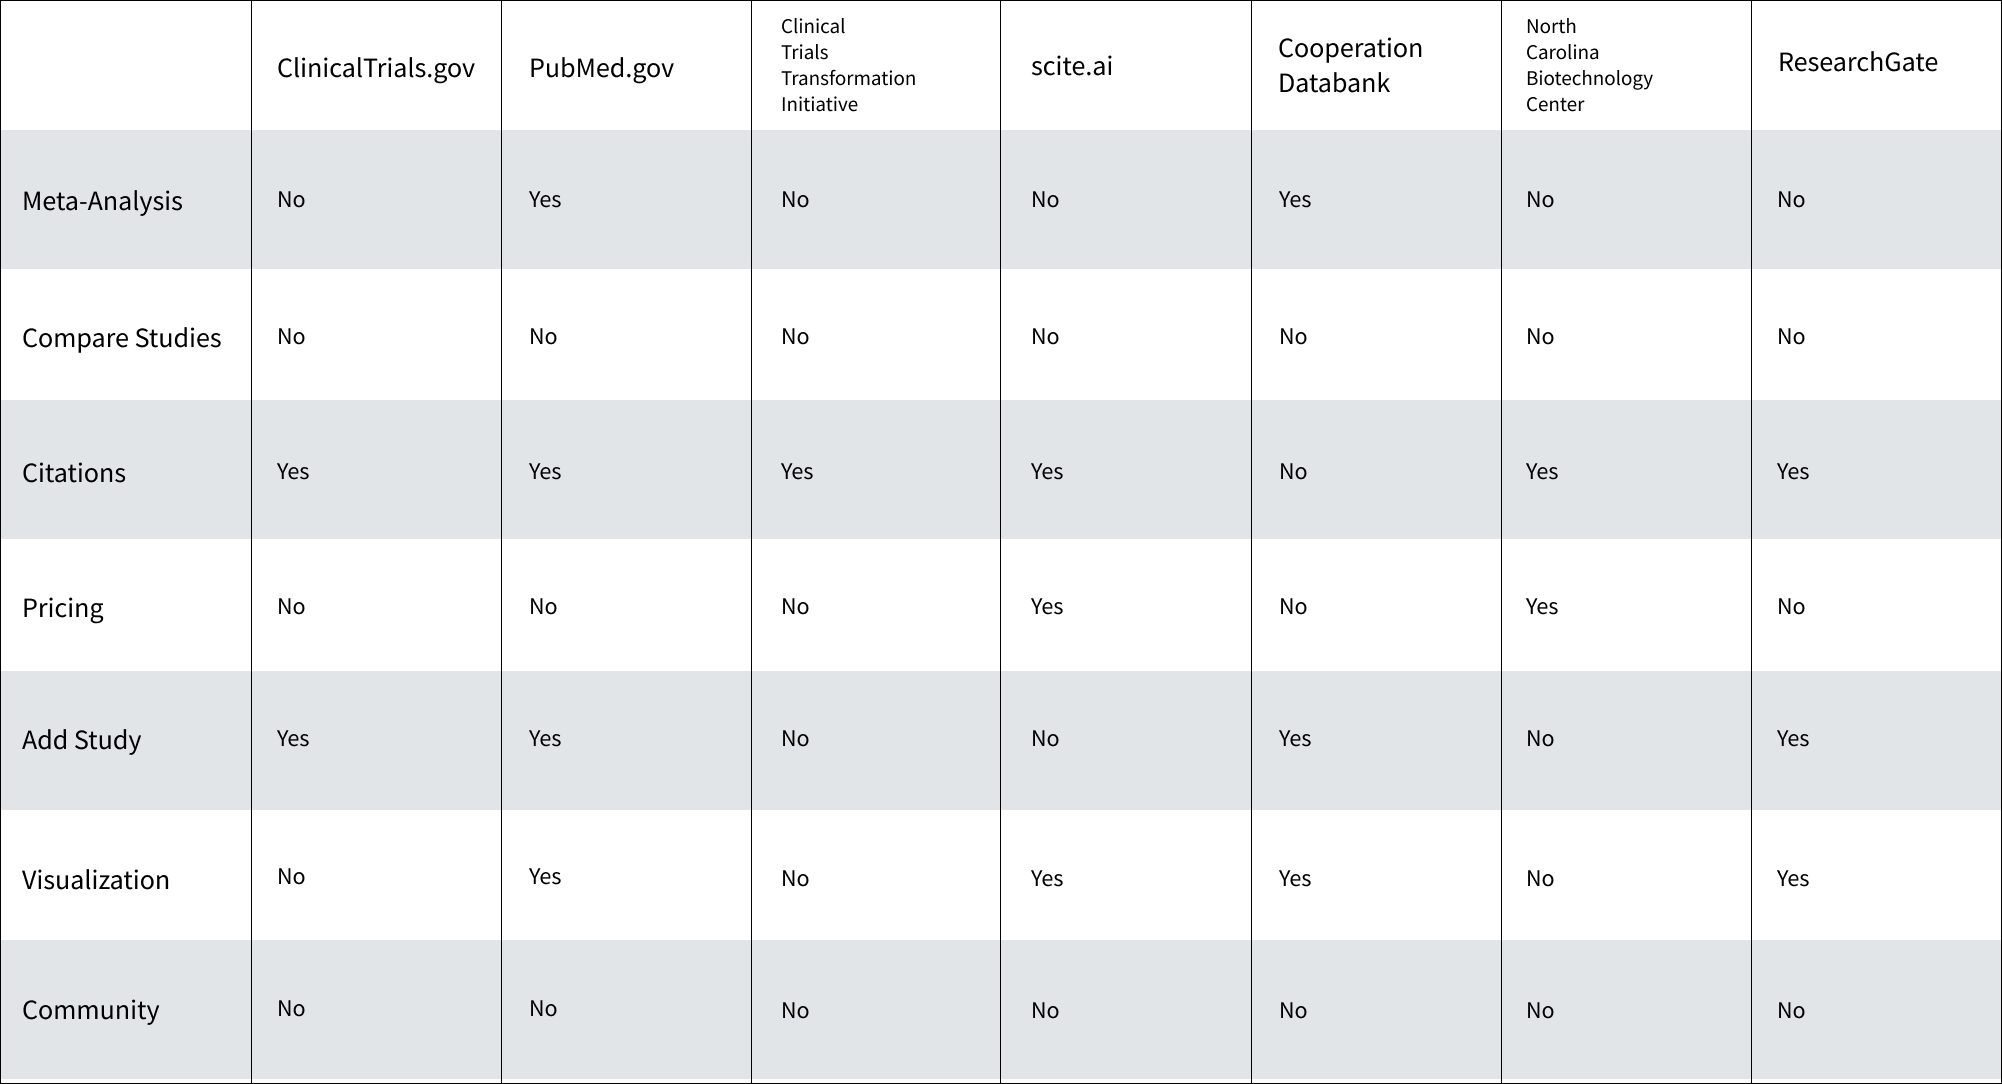 ClinicalTrials.gov PubMed.gov Clinical Trials Transformation Initiative scite.ai Cooperation Databank North Carolina Biotechnology Center ResearchGate
Meta-Analysis No Yes No No Yes No No
Compare Studies No No No No No No No
Citations Yes Yes Yes Yes No Yes Yes
Pricing No No No Yes No Yes No
Add Study Yes Yes No No Yes No Yes
Visualization No Yes No Yes Yes No Yes
Community No No No No No No No